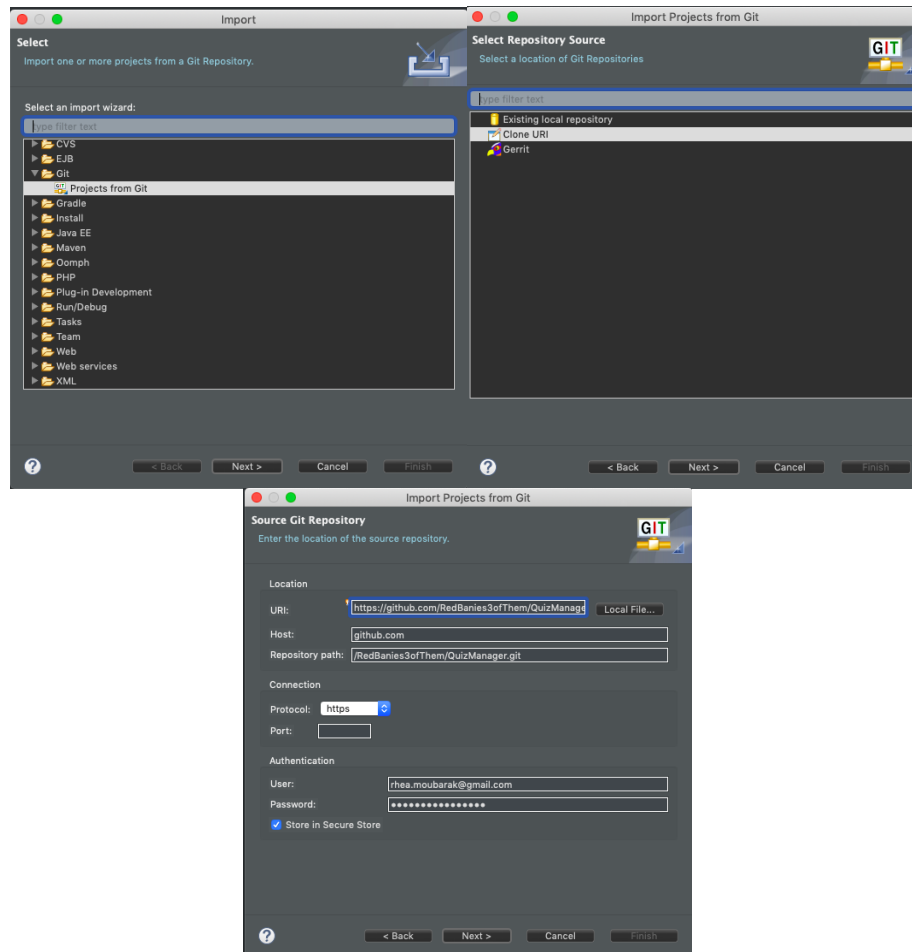 Import
Select
Import one or more projects from a Git Repository.
Select an import wizard:
type filter text
CVS
EJB
Git
Projects from Git
Gradle
Install
Java EE
Maven
Oomph
PHP
Plug-in Development
Run/Debug
Tasks
Team
Web
Web services
XML
? < Back Next > Cancel Finish
Import Projects from Git
Select Repository Source
Select a location of Git Repositories
GIT
type filter text
Existing local repository
Clone URI
Gerrit
? < Back Next > Cancel Finish
Import Projects from Git
Source Git Repository
Enter the location of the source repository.
GIT
Location
URI: https://github.com/RedBanies3ofThem/QuizManage Local File...
Host: github.com
Repository path: /RedBanies3ofThem/QuizManager.git
Connection
Protocol: https
Port:
Authentication
User: rhea.moubarak@gmail.com
Password: ••••••••••••••••
Store in Secure Store
? < Back Next > Cancel Finish